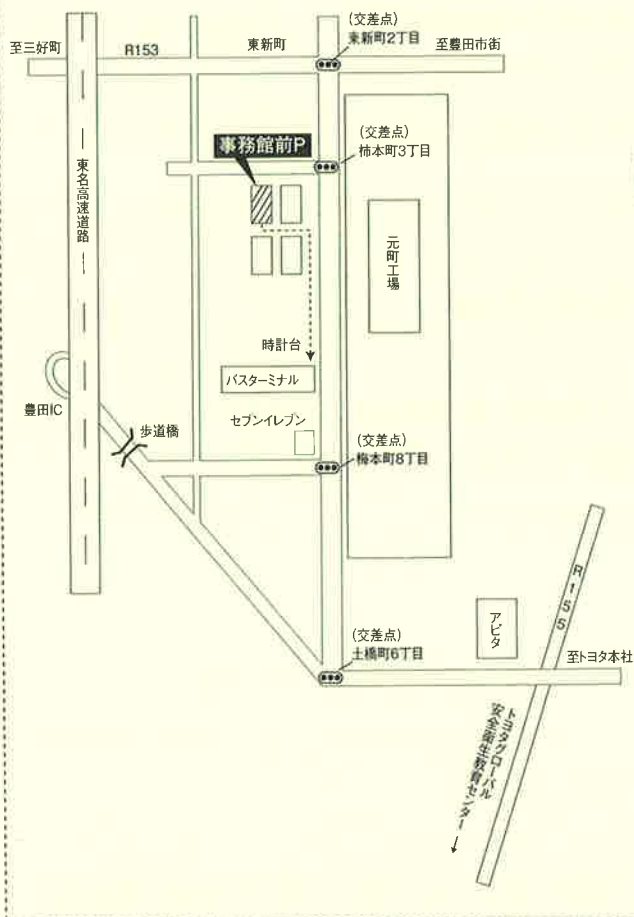 (交差点)
東新町2丁目
至三好町
R153
東新町
至豊田市街
(交差点)
柿本町3丁目
事務館前P
東名高速道路
元町工場
時計台
バスターミナル
豊田IC
歩道橋
セブンイレブン
(交差点)
梅本町8丁目
R155
アピタ
(交差点)
土橋町6丁目
至トヨタ本社
トヨタグローバル
安全衛生教育センター